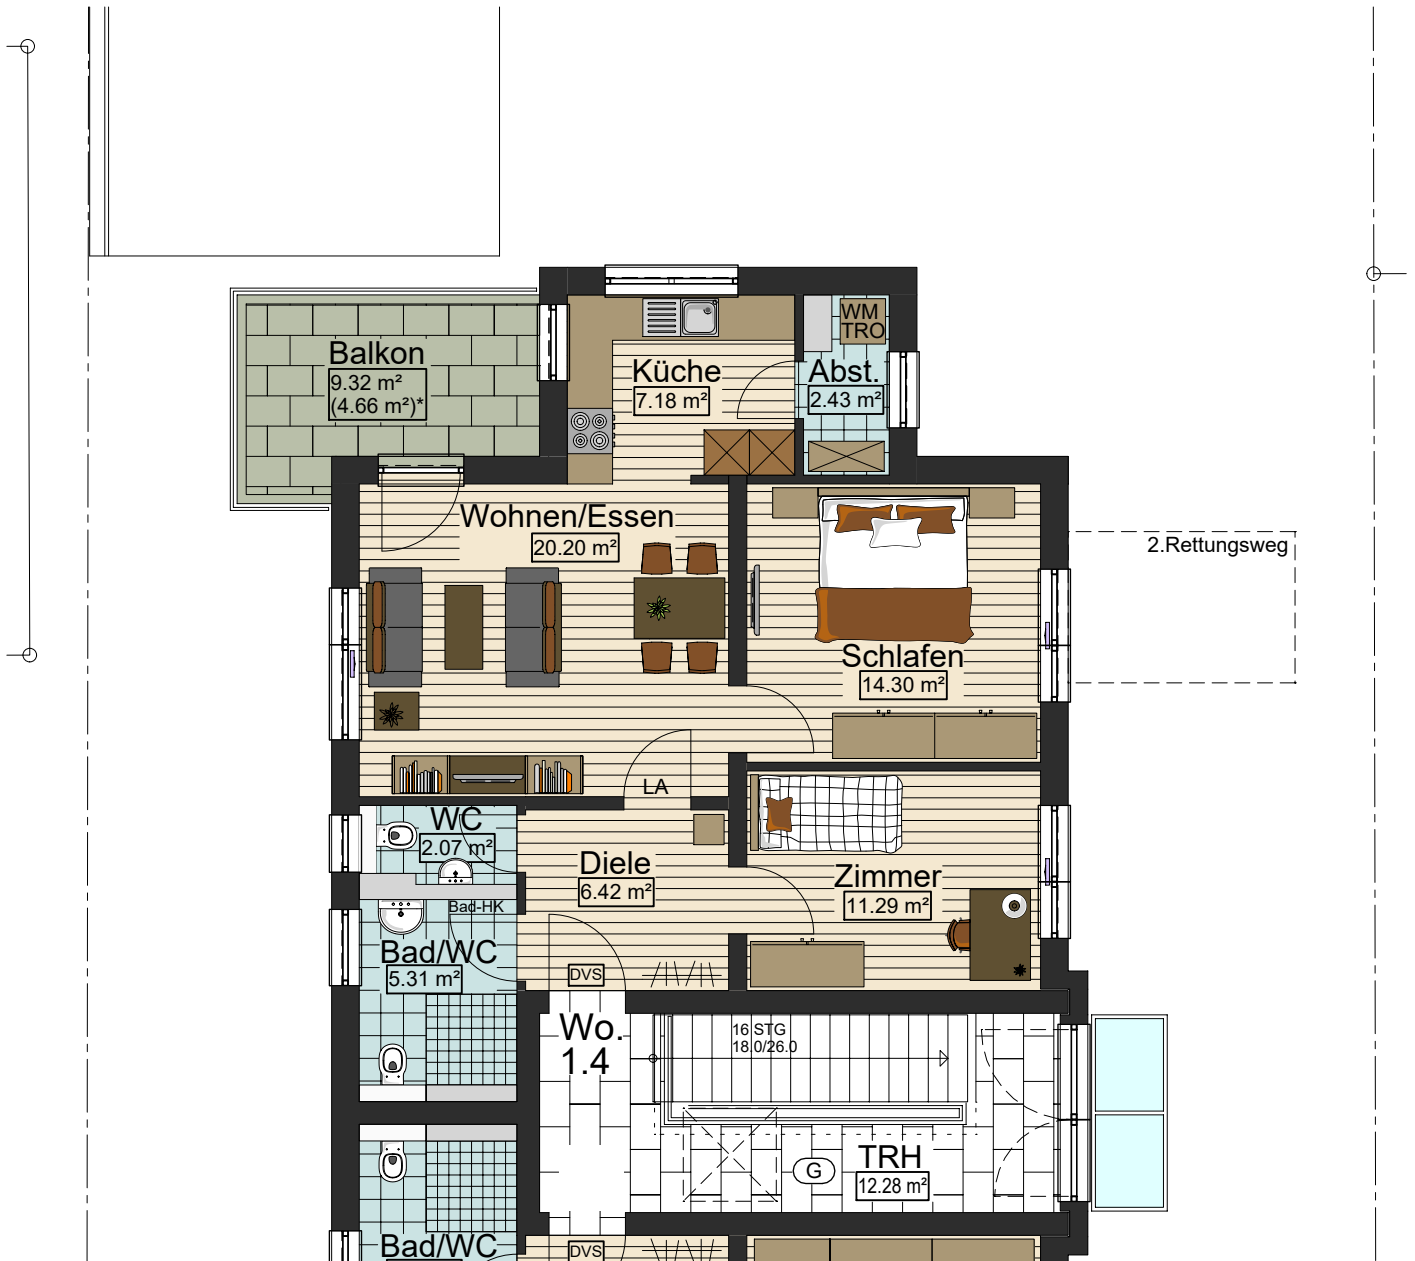 WM
TRO
Balkon
9.32 m²
(4.66 m²)*
Küche
7.18 m²
Abst.
2.43 m²
Wohnen/Essen
20.20 m²
2.Rettungsweg
Schlafen
14.30 m²
LA
WC
2.07 m²
Diele
6.42 m²
Zimmer
11.29 m²
Bad-HK
Bad/WC
5.31 m²
DVS
Wo.
1.4
16 STG
18.0/26.0
TRH
12.28 m²
G
Bad/WC
DVS